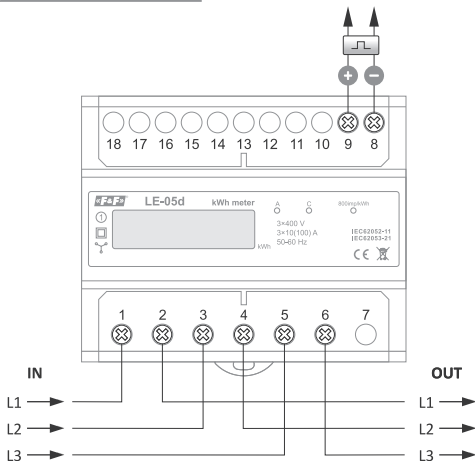 + −
18 17 16 15 14 13 12 11 10 9 8
F&F LE-05d kWh meter A C 800imp/kWh
1
3×400 V
3×10(100) A
50-60 Hz
kWh
IEC62052-11
IEC62053-21
CE
1 2 3 4 5 6 7
IN OUT
L1 L1
L2 L2
L3 L3